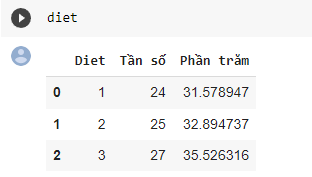 diet
Diet Tần số Phần trăm
0 1 24 31.578947
1 2 25 32.894737
2 3 27 35.526316